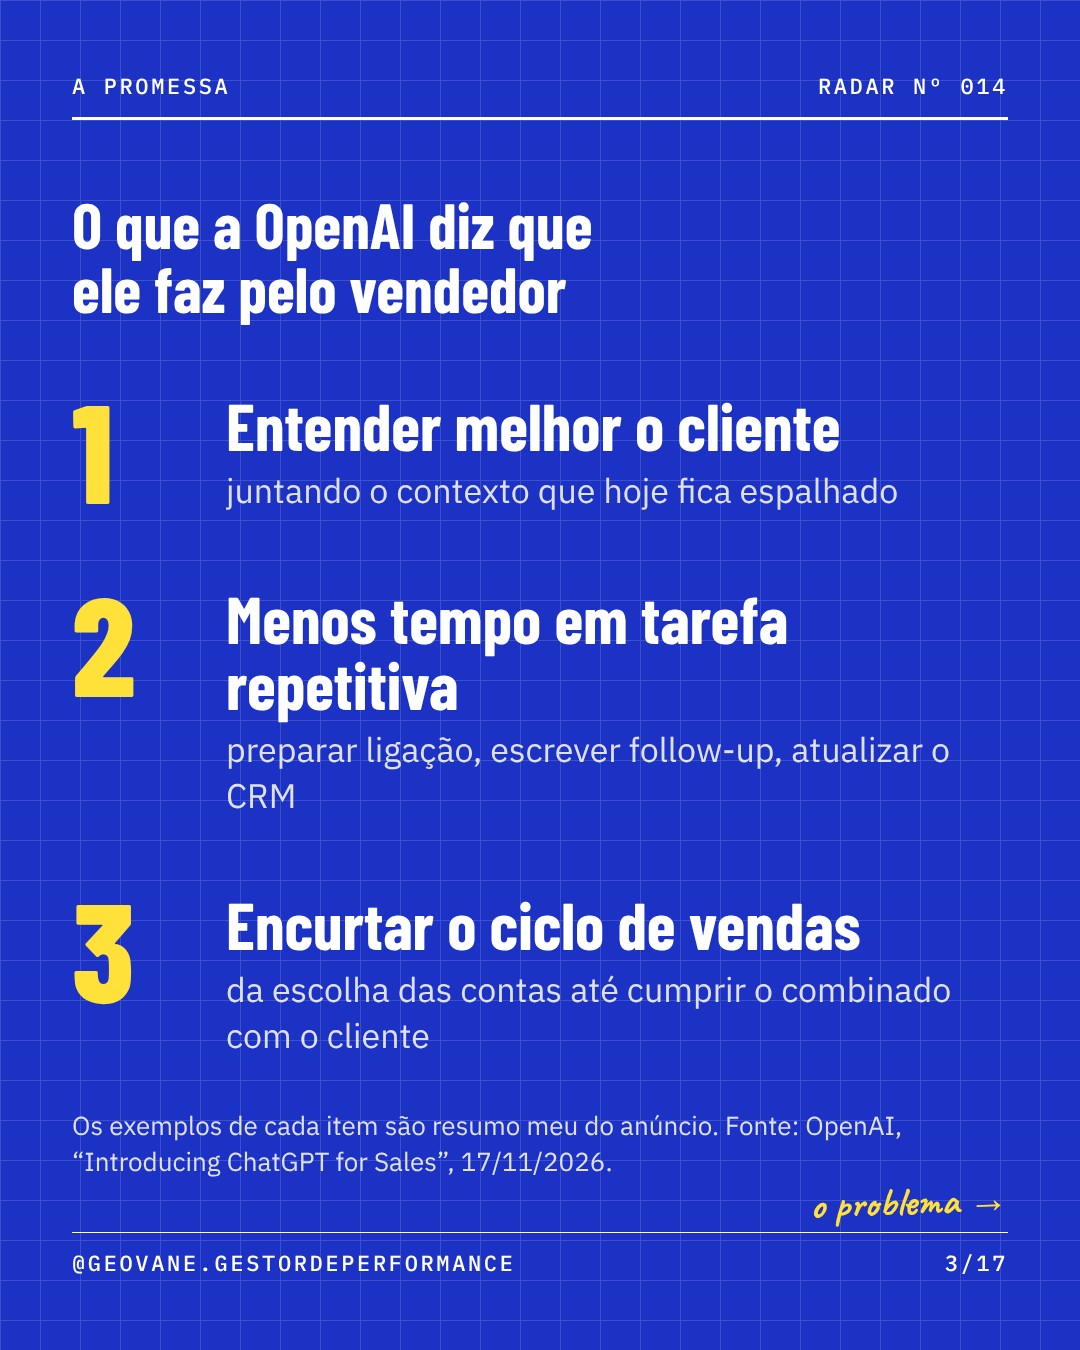 A PROMESSA
RADAR Nº 014
O que a OpenAI diz que
ele faz pelo vendedor
1
Entender melhor o cliente
juntando o contexto que hoje fica espalhado
2
Menos tempo em tarefa
repetitiva
preparar ligação, escrever follow-up, atualizar o
CRM
3
Encurtar o ciclo de vendas
da escolha das contas até cumprir o combinado
com o cliente
Os exemplos de cada item são resumo meu do anúncio. Fonte: OpenAI,
“Introducing ChatGPT for Sales”, 17/11/2026.
o problema →
@GEOVANE.GESTORDEPERFORMANCE
3/17